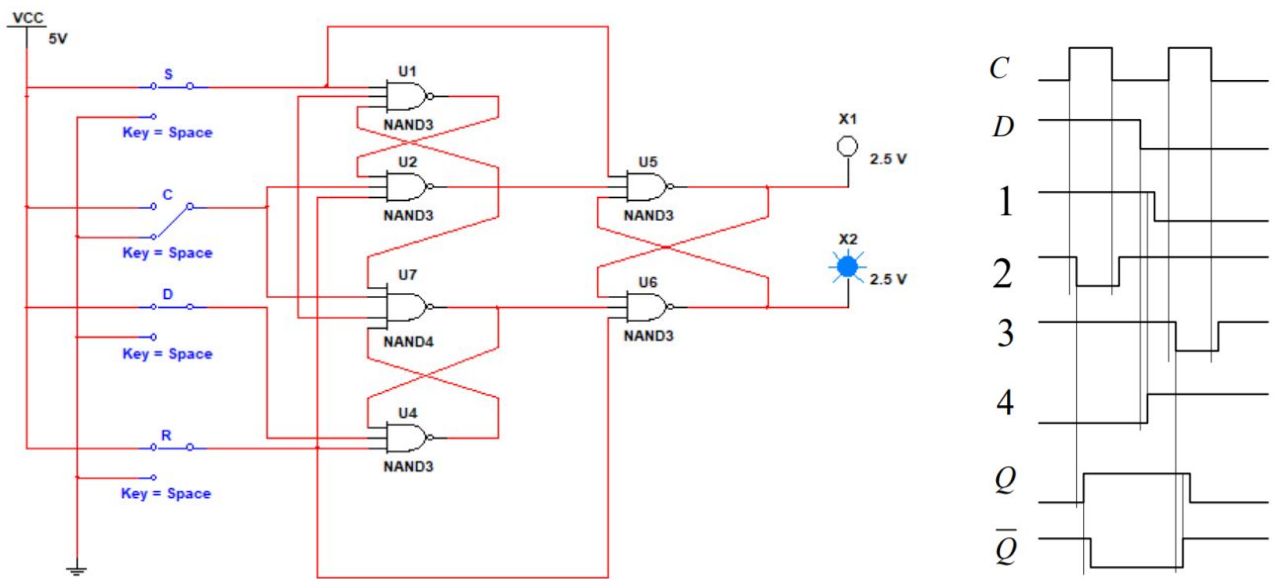 VCC
5V
S
Key = Space
C
Key = Space
D
Key = Space
R
Key = Space
U1
NAND3
U2
NAND3
U7
NAND4
U4
NAND3
U5
NAND3
U6
NAND3
X1
2.5 V
X2
2.5 V
C
D
1
2
3
4
Q
Q̅